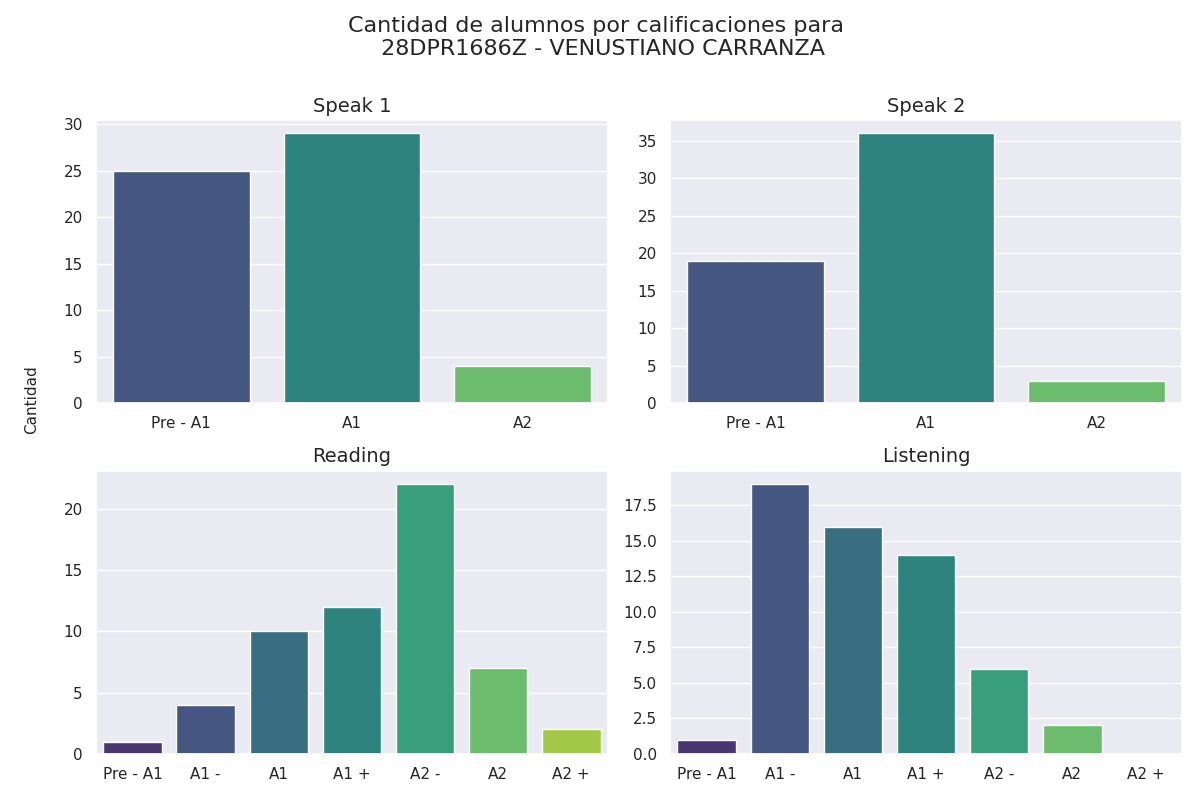 Cantidad de alumnos por calificaciones para
28DPR1686Z - VENUSTIANO CARRANZA
Speak 1
30
25
20
15
10
5
0
Pre - A1 A1 A2
Speak 2
35
30
25
20
15
10
5
0
Pre - A1 A1 A2
Cantidad
Reading
20
15
10
5
0
Pre - A1 A1 - A1 A1 + A2 - A2 A2 +
Listening
17.5
15.0
12.5
10.0
7.5
5.0
2.5
0.0
Pre - A1 A1 - A1 A1 + A2 - A2 A2 +